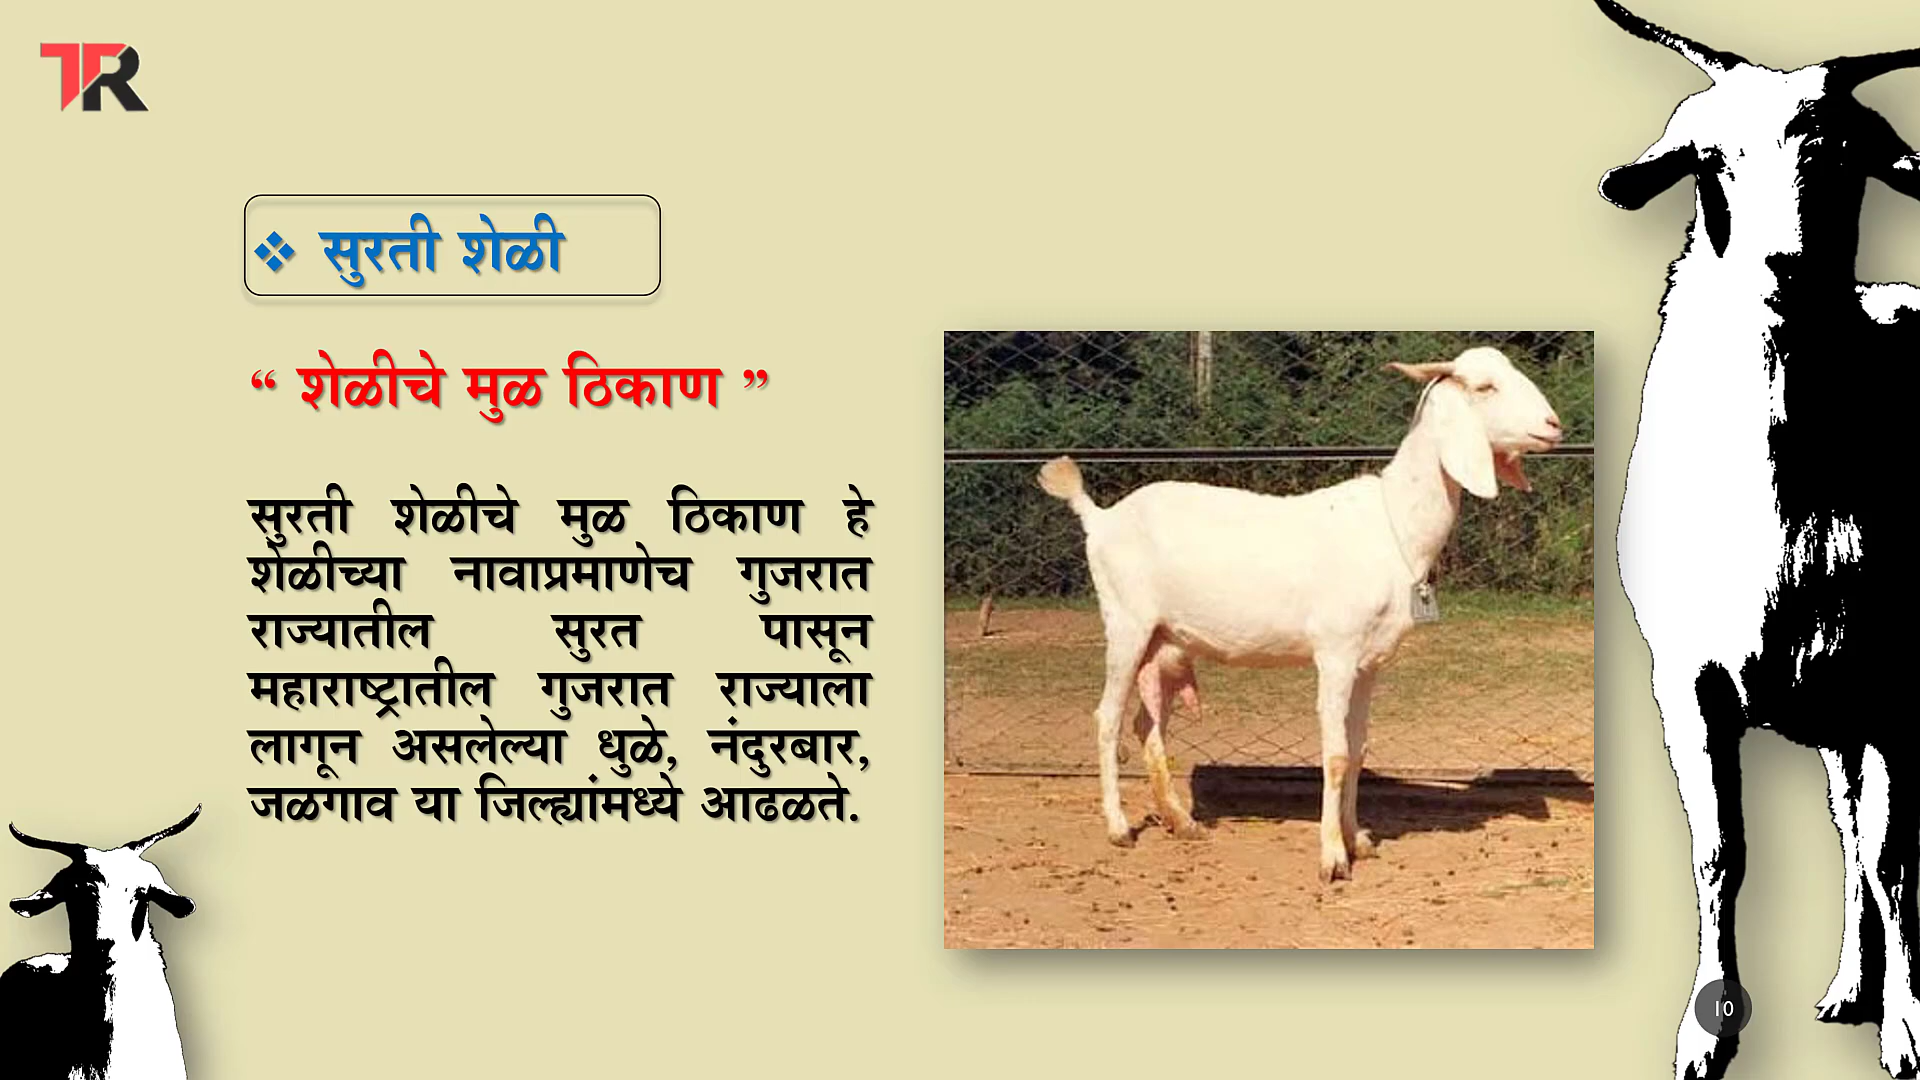 TR
❖ सुरती शेळी
“ शेळीचे मुळ ठिकाण ”
सुरती शेळीचे मुळ ठिकाण हे
शेळीच्या नावाप्रमाणेच गुजरात
राज्यातील सुरत पासून
महाराष्ट्रातील गुजरात राज्याला
लागून असलेल्या धुळे, नंदुरबार,
जळगाव या जिल्ह्यांमध्ये आढळते.
10